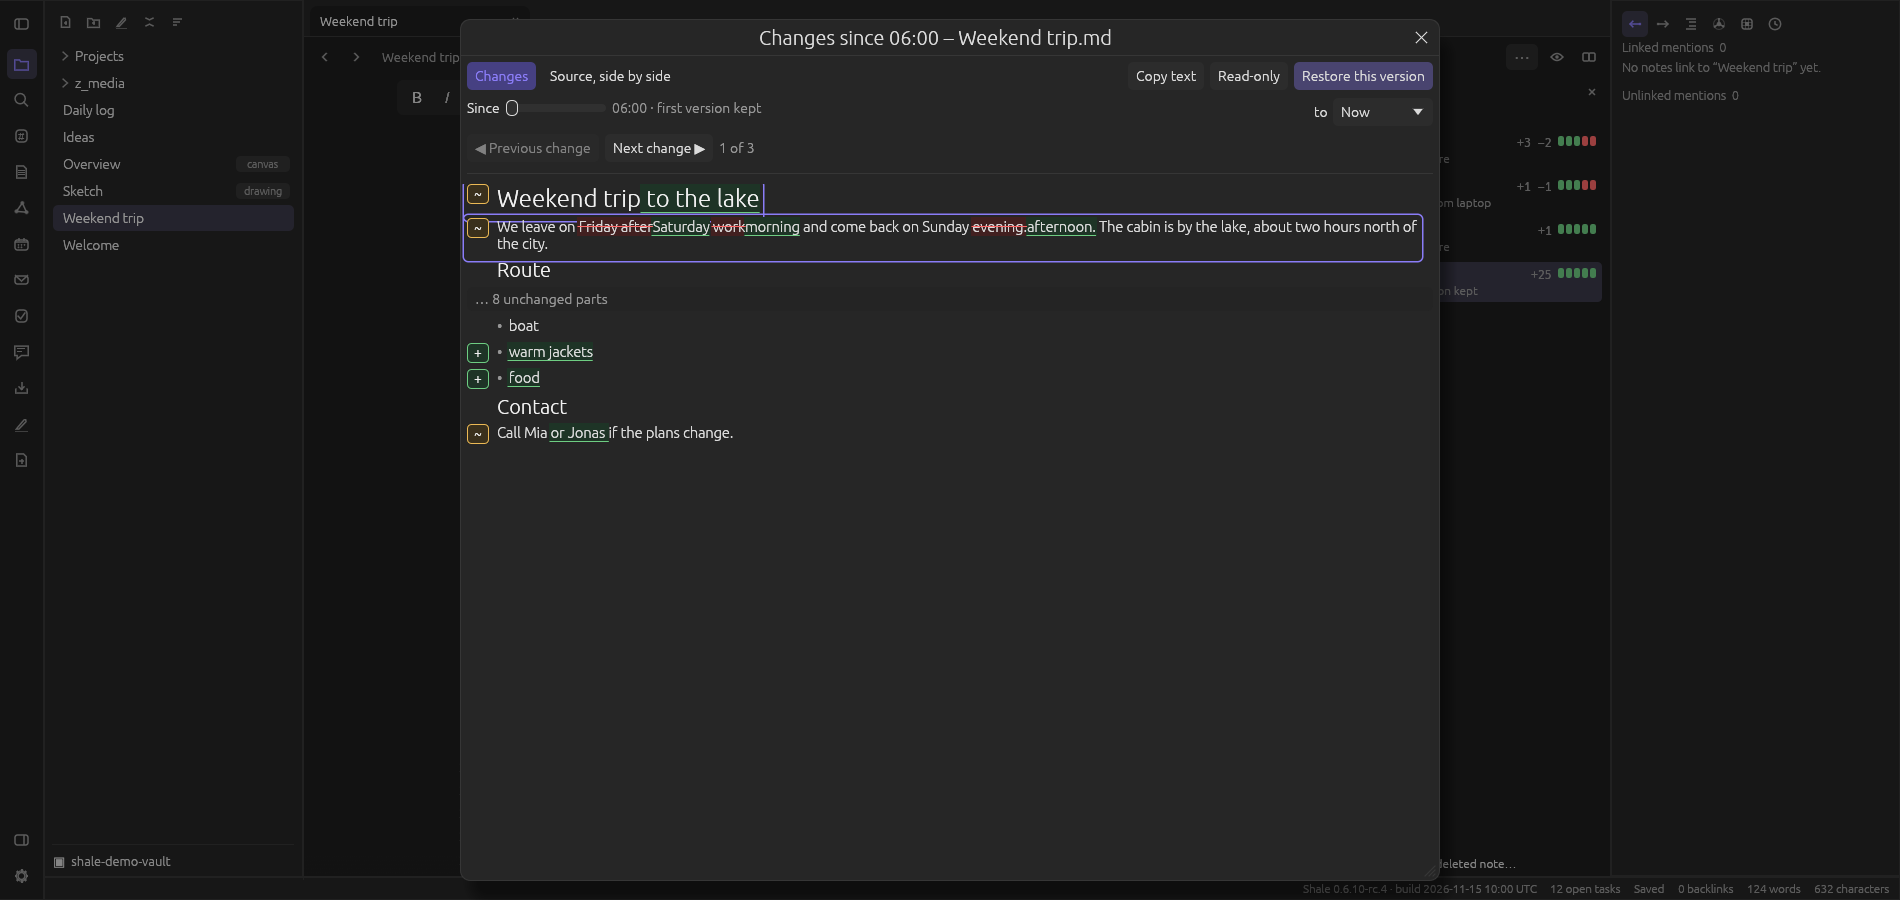 Weekend trip
Changes since 06:00 – Weekend trip.md
Projects
z_media
Daily log
Ideas
Overview canvas
Sketch drawing
Weekend trip
Welcome
shale-demo-vault
Weekend trip
B I
Changes Source, side by side Copy text Read-only Restore this version
Since 06:00 · first version kept to Now
◀ Previous change Next change ▶ 1 of 3
~ Weekend trip to the lake
~ We leave on Friday afterSaturday workmorning and come back on Sunday evening.afternoon. The cabin is by the lake, about two hours north of
the city.
Route
… 8 unchanged parts
• boat
+ • warm jackets
+ • food
Contact
~ Call Mia or Jonas if the plans change.
+3 −2
+1 −1
om laptop
+1
+25
on kept
deleted note…
Linked mentions 0
No notes link to “Weekend trip” yet.
Unlinked mentions 0
Shale 0.6.10-rc.4 · build 2026-11-15 10:00 UTC 12 open tasks Saved 0 backlinks 124 words 632 characters